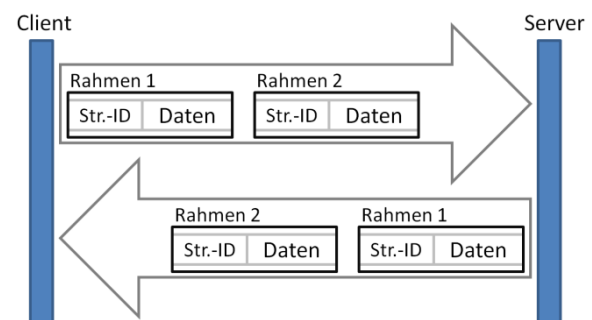 Client Server
Rahmen 1 Rahmen 2
Str.-ID Daten Str.-ID Daten
Rahmen 2 Rahmen 1
Str.-ID Daten Str.-ID Daten